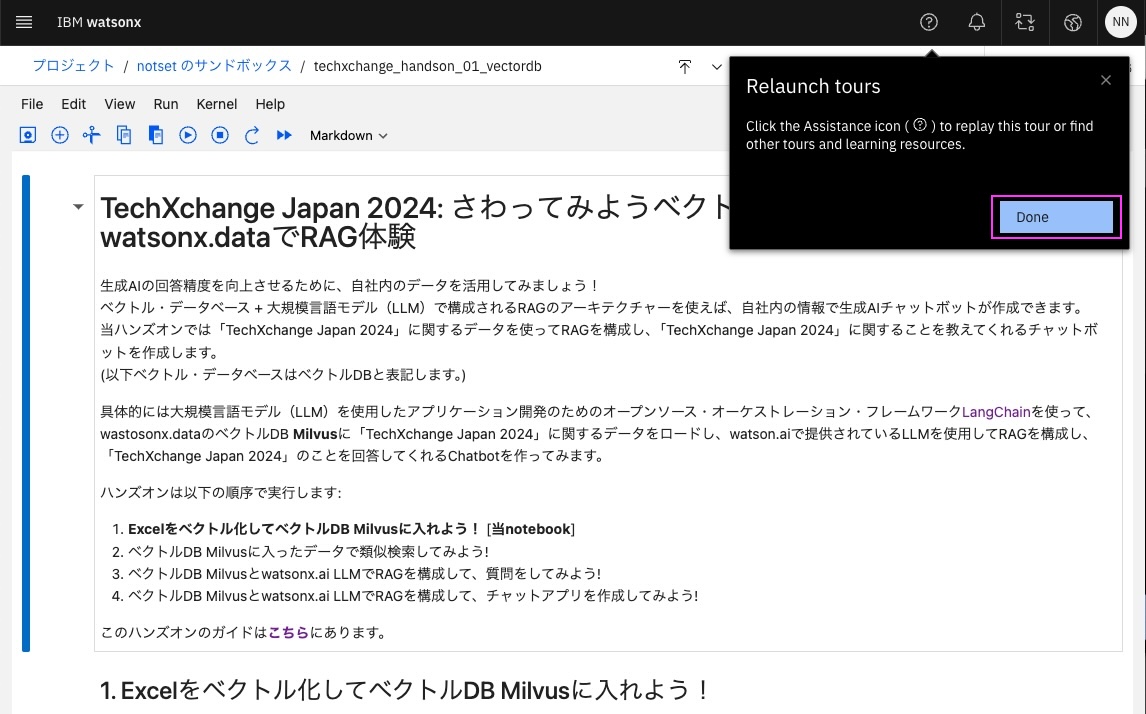 IBM watsonx
NN
プロジェクト / notset のサンドボックス / techxchange_handson_01_vectordb
Relaunch tours
Click the Assistance icon ( ? ) to replay this tour or find
other tours and learning resources.
Done
File Edit View Run Kernel Help
Markdown
TechXchange Japan 2024: さわってみようベクト
watsonx.dataでRAG体験
生成AIの回答精度を向上させるために、自社内のデータを活用してみましょう！
ベクトル・データベース + 大規模言語モデル（LLM）で構成されるRAGのアーキテクチャーを使えば、自社内の情報で生成AIチャットボットが作成できます。
当ハンズオンでは「TechXchange Japan 2024」に関するデータを使ってRAGを構成し、「TechXchange Japan 2024」に関することを教えてくれるチャットボ
ットを作成します。
(以下ベクトル・データベースはベクトルDBと表記します。)
具体的には大規模言語モデル（LLM）を使用したアプリケーション開発のためのオープンソース・オーケストレーション・フレームワークLangChainを使って、
wastosonx.dataのベクトルDB Milvusに「TechXchange Japan 2024」に関するデータをロードし、watson.aiで提供されているLLMを使用してRAGを構成し、
「TechXchange Japan 2024」のことを回答してくれるChatbotを作ってみます。
ハンズオンは以下の順序で実行します:
1. Excelをベクトル化してベクトルDB Milvusに入れよう！ [当notebook]
2. ベクトルDB Milvusに入ったデータで類似検索してみよう!
3. ベクトルDB Milvusとwatsonx.ai LLMでRAGを構成して、質問をしてみよう!
4. ベクトルDB Milvusとwatsonx.ai LLMでRAGを構成して、チャットアプリを作成してみよう!
このハンズオンのガイドはこちらにあります。
1. Excelをベクトル化してベクトルDB Milvusに入れよう！